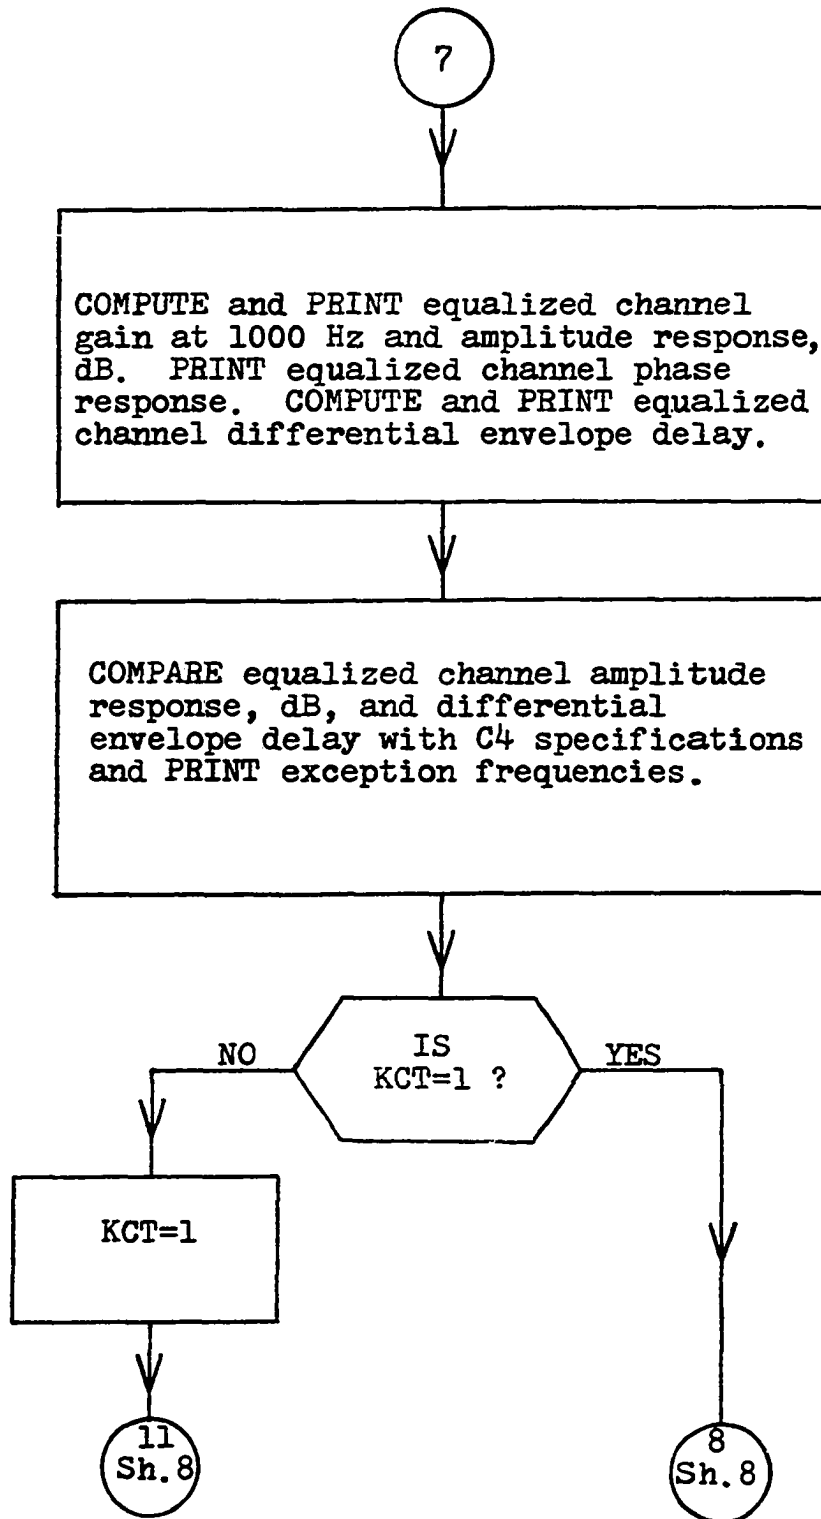 7
COMPUTE and PRINT equalized channel
gain at 1000 Hz and amplitude response,
dB. PRINT equalized channel phase
response. COMPUTE and PRINT equalized
channel differential envelope delay.
COMPARE equalized channel amplitude
response, dB, and differential
envelope delay with C4 specifications
and PRINT exception frequencies.
NO
IS
KCT=1 ?
YES
KCT=1
11
Sh.8
8
Sh.8